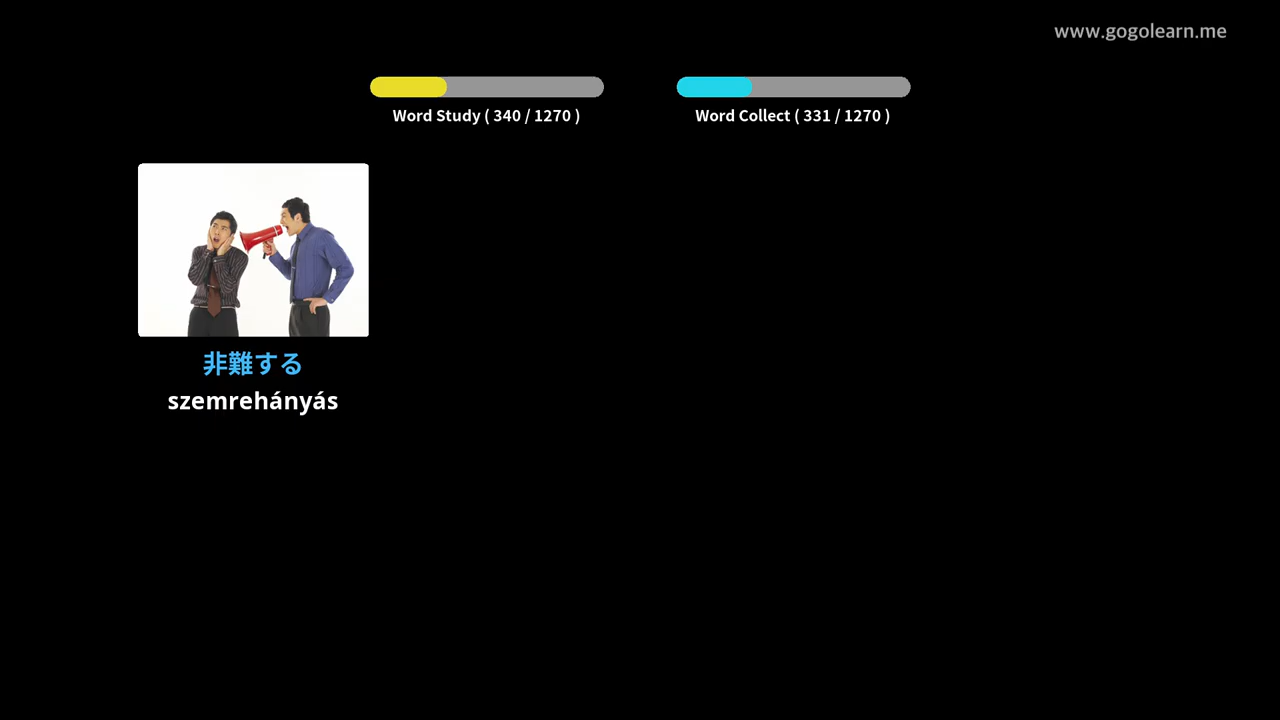 www.gogolearn.me
Word Study ( 340 / 1270 )
Word Collect ( 331 / 1270 )
非難する
szemrehányás